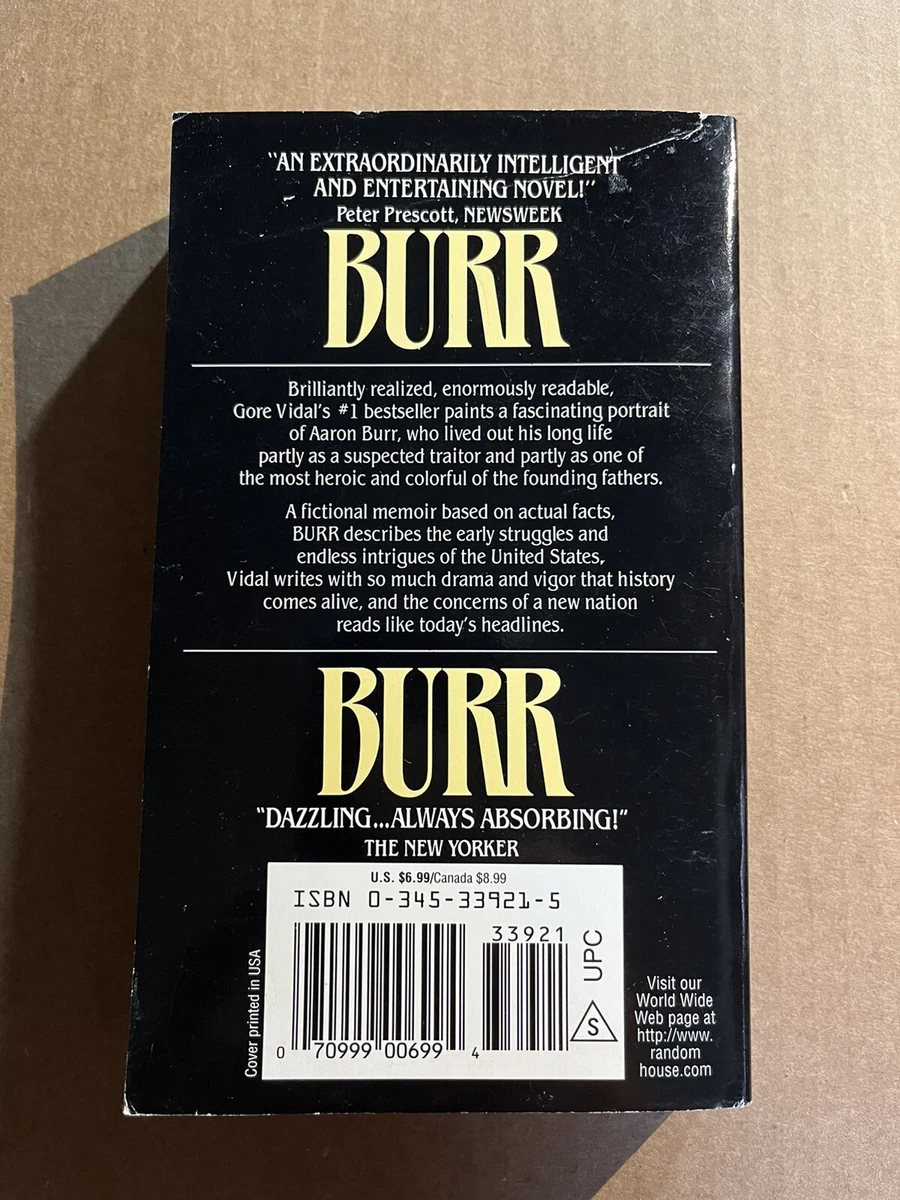 "AN EXTRAORDINARILY INTELLIGENT
AND ENTERTAINING NOVEL!"
Peter Prescott, NEWSWEEK
BURR
Brilliantly realized, enormously readable,
Gore Vidal's #1 bestseller paints a fascinating portrait
of Aaron Burr, who lived out his long life
partly as a suspected traitor and partly as one of
the most heroic and colorful of the founding fathers.
A fictional memoir based on actual facts,
BURR describes the early struggles and
endless intrigues of the United States,
Vidal writes with so much drama and vigor that history
comes alive, and the concerns of a new nation
reads like today's headlines.
BURR
"DAZZLING...ALWAYS ABSORBING!"
THE NEW YORKER
U.S. $6.99/Canada $8.99
ISBN 0-345-33921-5
33921
UPC
S
0 70999 00699 4
Cover printed in USA
Visit our
World Wide
Web page at
http://www.
random
house.com